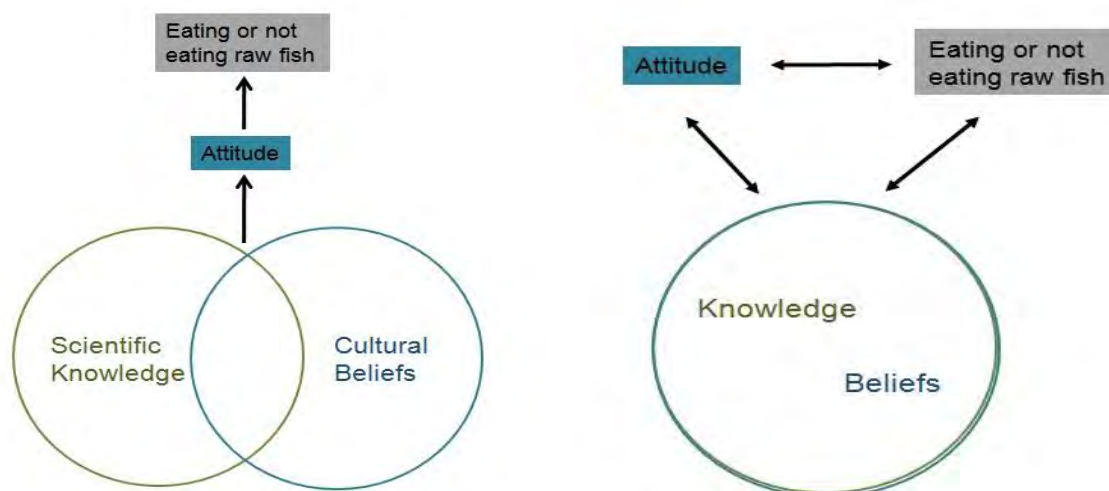 Eating or not
eating raw fish
Attitude
Scientific
Knowledge
Cultural
Beliefs
Attitude
Eating or not
eating raw fish
Knowledge
Beliefs